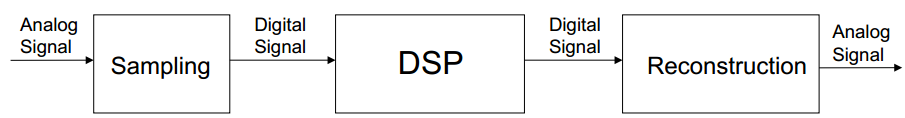 Analog
Signal
Sampling
Digital
Signal
DSP
Digital
Signal
Reconstruction
Analog
Signal